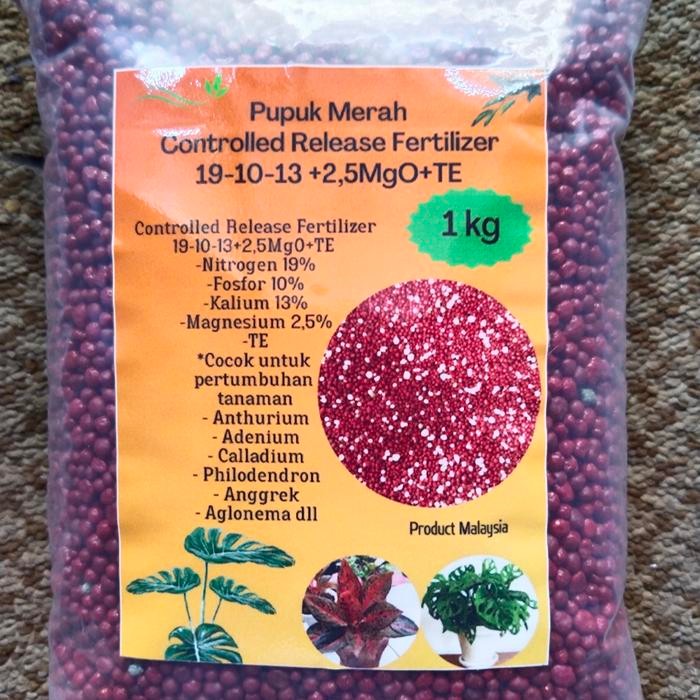 Pupuk Merah
Controlled Release Fertilizer
19-10-13 +2,5MgO+TE
1 kg
Controlled Release Fertilizer
19-10-13+2,5MgO+TE
-Nitrogen 19%
-Fosfor 10%
-Kalium 13%
-Magnesium 2,5%
-TE
*Cocok untuk
pertumbuhan
tanaman
- Anthurium
- Adenium
- Calladium
- Philodendron
- Anggrek
- Aglonema dll
Product Malaysia